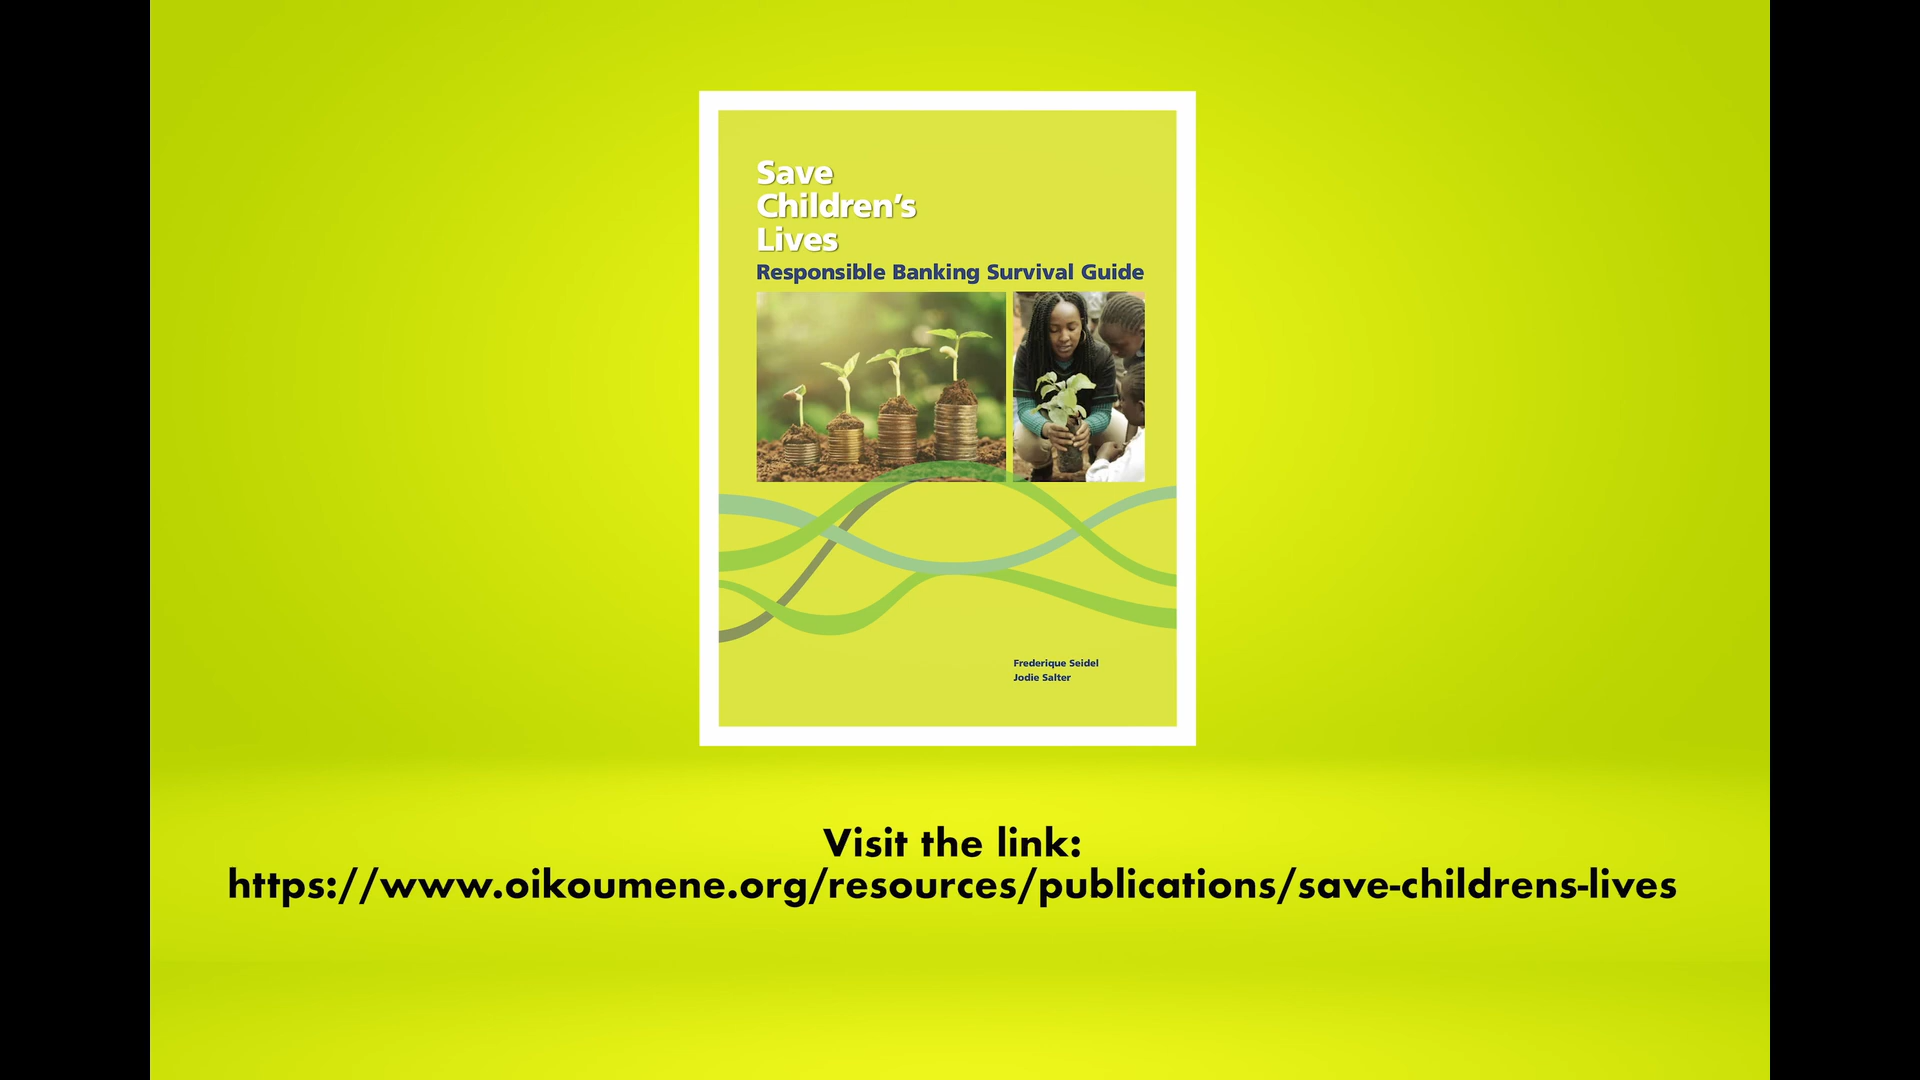 Save
Children’s
Lives
Responsible Banking Survival Guide
Frederique Seidel
Jodie Salter
Visit the link:
https://www.oikoumene.org/resources/publications/save-childrens-lives